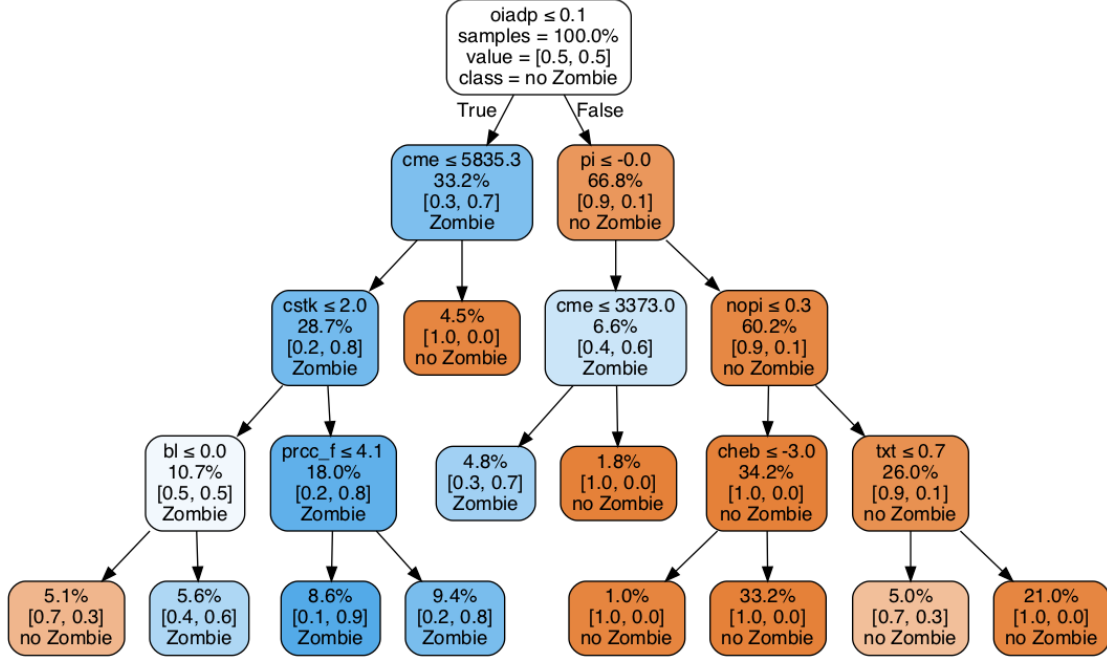 oiadp ≤ 0.1
samples = 100.0%
value = [0.5, 0.5]
class = no Zombie
True
False
cme ≤ 5835.3
33.2%
[0.3, 0.7]
Zombie
pi ≤ -0.0
66.8%
[0.9, 0.1]
no Zombie
cstk ≤ 2.0
28.7%
[0.2, 0.8]
Zombie
4.5%
[1.0, 0.0]
no Zombie
cme ≤ 3373.0
6.6%
[0.4, 0.6]
Zombie
nopi ≤ 0.3
60.2%
[0.9, 0.1]
no Zombie
bl ≤ 0.0
10.7%
[0.5, 0.5]
Zombie
prcc_f ≤ 4.1
18.0%
[0.2, 0.8]
Zombie
4.8%
[0.3, 0.7]
Zombie
1.8%
[1.0, 0.0]
no Zombie
cheb ≤ -3.0
34.2%
[1.0, 0.0]
no Zombie
txt ≤ 0.7
26.0%
[0.9, 0.1]
no Zombie
5.1%
[0.7, 0.3]
no Zombie
5.6%
[0.4, 0.6]
Zombie
8.6%
[0.1, 0.9]
Zombie
9.4%
[0.2, 0.8]
Zombie
1.0%
[1.0, 0.0]
no Zombie
33.2%
[1.0, 0.0]
no Zombie
5.0%
[0.7, 0.3]
no Zombie
21.0%
[1.0, 0.0]
no Zombie